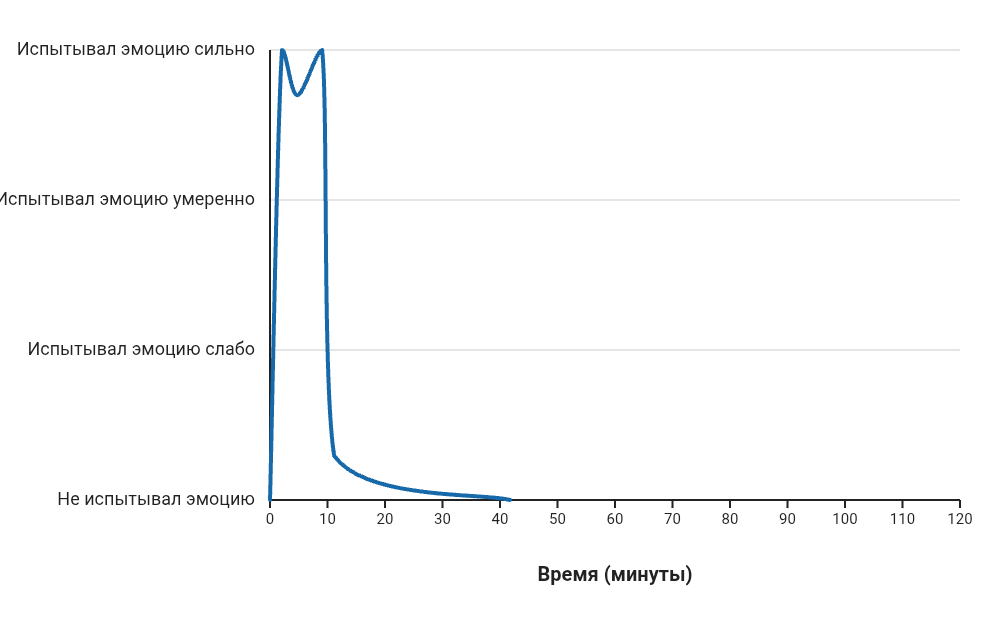 Испытывал эмоцию сильно
Испытывал эмоцию умеренно
Испытывал эмоцию слабо
Не испытывал эмоцию
0 10 20 30 40 50 60 70 80 90 100 110 120
Время (минуты)